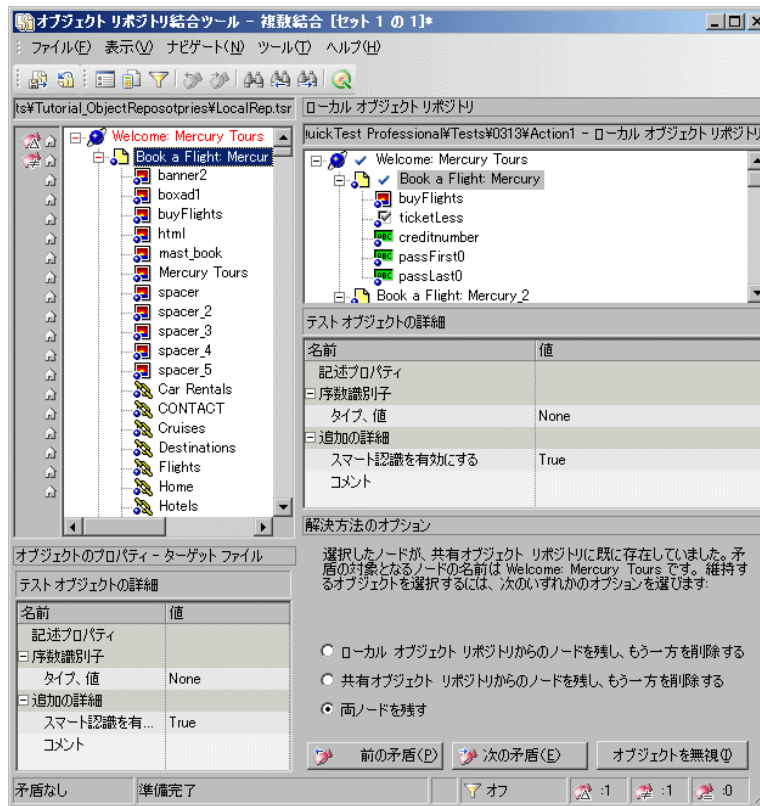 オブジェクト リポジトリ結合ツール - 複数結合 [セット 1 の 1]*
ファイル(F) 表示(V) ナビゲート(N) ツール(T) ヘルプ(H)
ts¥Tutorial_ObjectReposotpries¥LocalRep.tsr
Welcome: Mercury Tours
Book a Flight: Mercur
banner2
boxad1
buyFlights
html
mast_book
Mercury Tours
spacer
spacer_2
spacer_3
spacer_4
spacer_5
Car Rentals
CONTACT
Cruises
Destinations
Flights
Home
Hotels
オブジェクトのプロパティ - ターゲット ファイル
テスト オブジェクトの詳細
名前 値
記述プロパティ
序数識別子
タイプ、値 None
追加の詳細
スマート認識を有... True
コメント
ローカル オブジェクト リポジトリ
uickTest Professional¥Tests¥0313¥Action1 - ローカル オブジェクト リポジトリ
Welcome: Mercury Tours
Book a Flight: Mercury
buyFlights
ticketLess
creditnumber
passFirst0
passLast0
Book a Flight: Mercury_2
テスト オブジェクトの詳細
名前 値
記述プロパティ
序数識別子
タイプ、値 None
追加の詳細
スマート認識を有効にする True
コメント
解決方法のオプション
選択したノードが、共有オブジェクト リポジトリに既に存在していました。矛
盾の対象となるノードの名前は Welcome: Mercury Tours です。維持す
るオブジェクトを選択するには、次のいずれかのオプションを選びます:
ローカル オブジェクト リポジトリからのノードを残し、もう一方を削除する
共有オブジェクト リポジトリからのノードを残し、もう一方を削除する
両ノードを残す
前の矛盾(P) 次の矛盾(E) オブジェクトを無視(I)
矛盾なし 準備完了 オフ :1 :1 :0